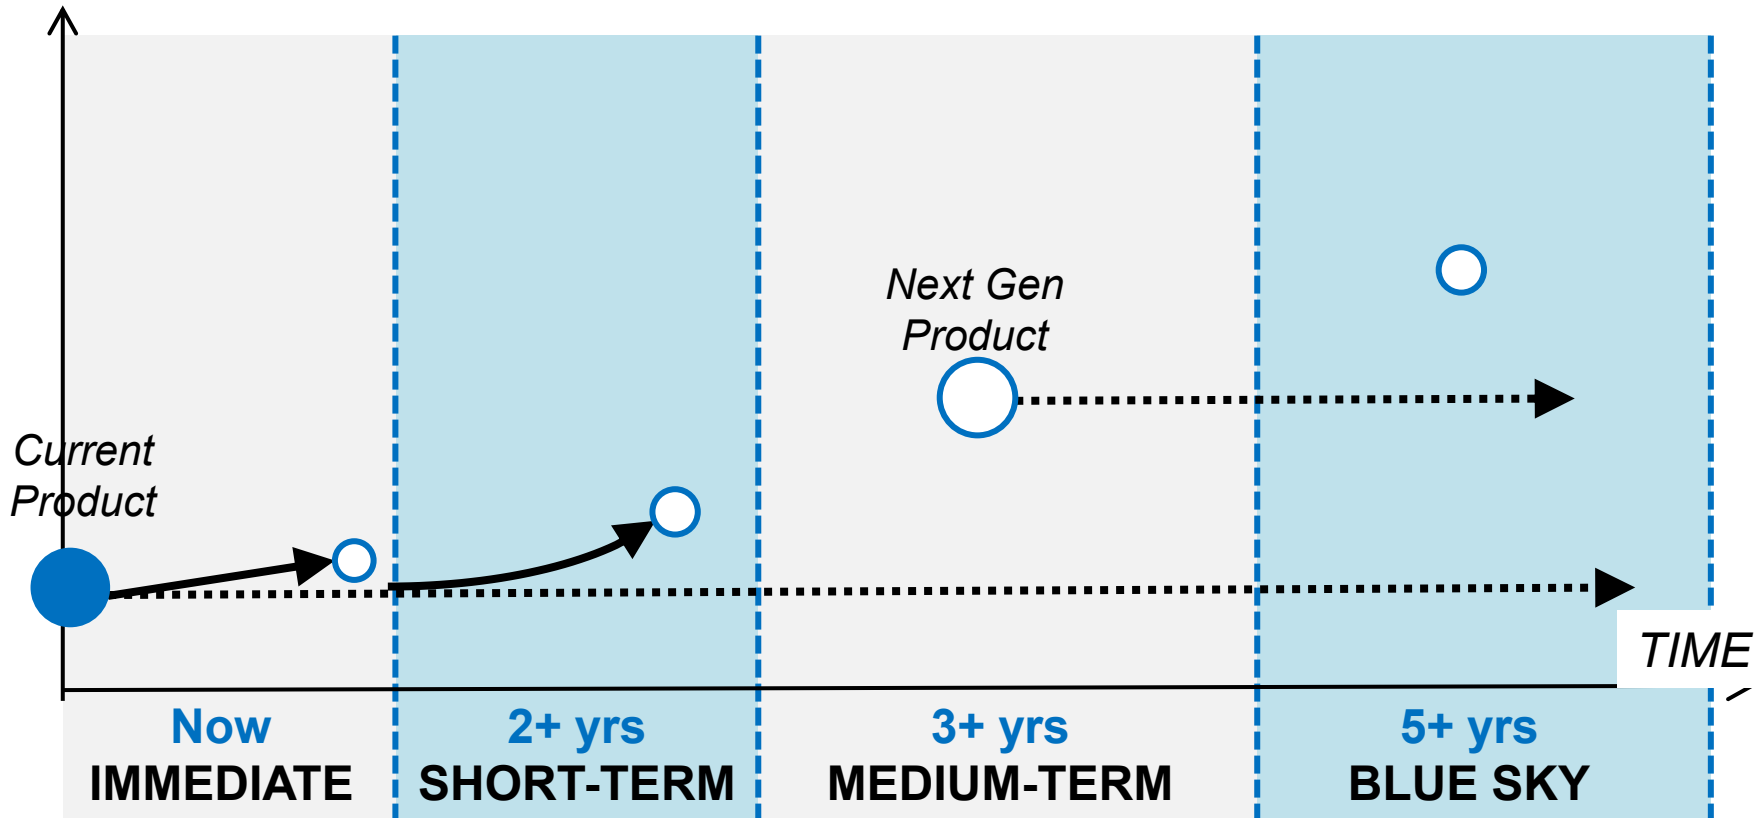 Next Gen
Product
Current
Product
TIME
Now
IMMEDIATE
2+ yrs
SHORT-TERM
3+ yrs
MEDIUM-TERM
5+ yrs
BLUE SKY